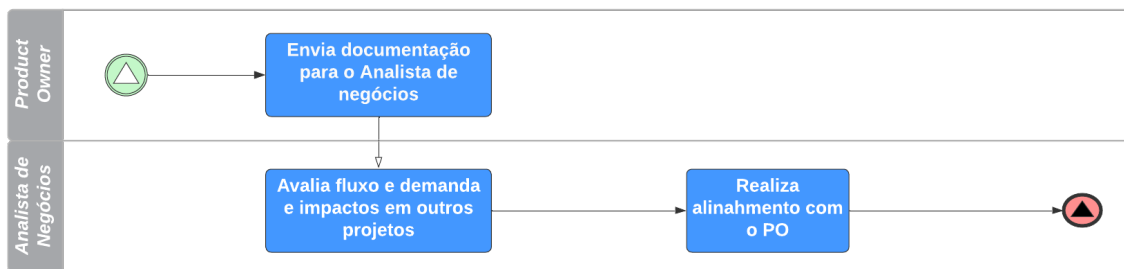 Product
Owner
Envia documentação
para o Analista de
negócios
Analista de
Negócios
Avalia fluxo e demanda
e impactos em outros
projetos
Realiza
alinahmento com
o PO